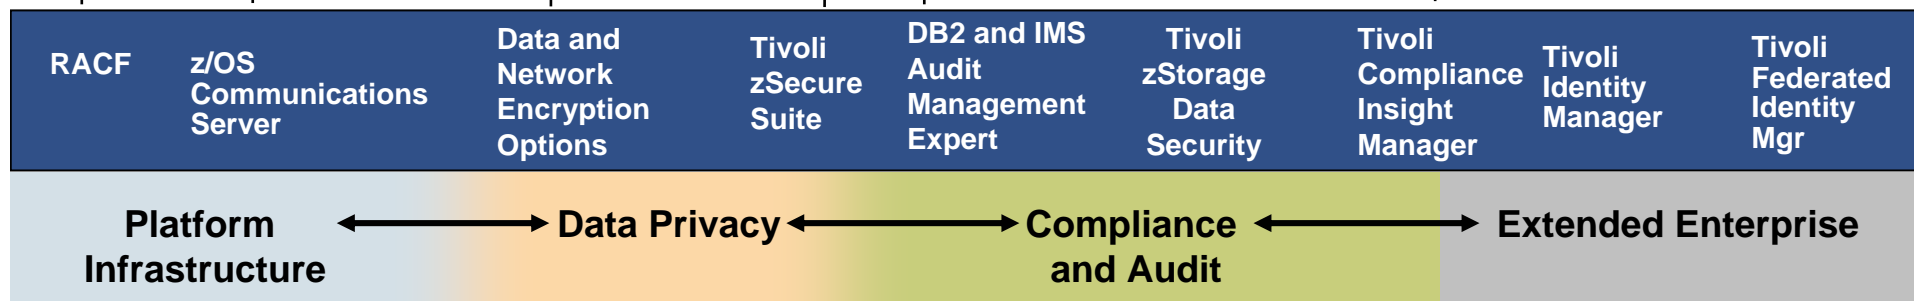 RACF
z/OS
Communications
Server
Data and
Network
Encryption
Options
Tivoli
zSecure
Suite
DB2 and IMS
Audit
Management
Expert
Tivoli
zStorage
Data
Security
Tivoli
Compliance
Insight
Manager
Tivoli
Identity
Manager
Tivoli
Federated
Identity
Mgr
Platform
Infrastructure
Data Privacy
Compliance
and Audit
Extended Enterprise